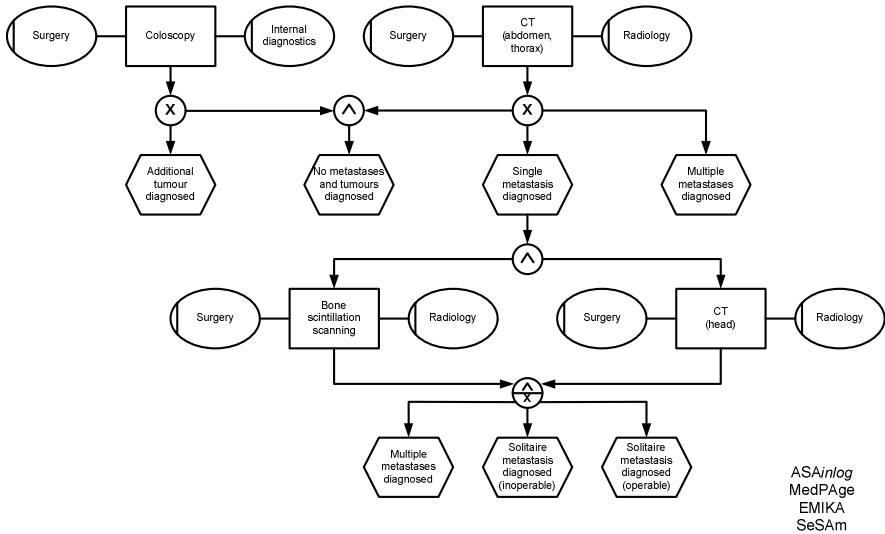 Surgery
Coloscopy
Internal
diagnostics
Surgery
CT
(abdomen,
thorax)
Radiology
X
X
Additional
tumour
diagnosed
No metastases
and tumours
diagnosed
Single
metastasis
diagnosed
Multiple
metastases
diagnosed
Surgery
Bone
scintillation
scanning
Radiology
Surgery
CT
(head)
Radiology
X
Multiple
metastases
diagnosed
Solitaire
metastasis
diagnosed
(inoperable)
Solitaire
metastasis
diagnosed
(operable)
ASAinlog
MedPAge
EMIKA
SeSAm